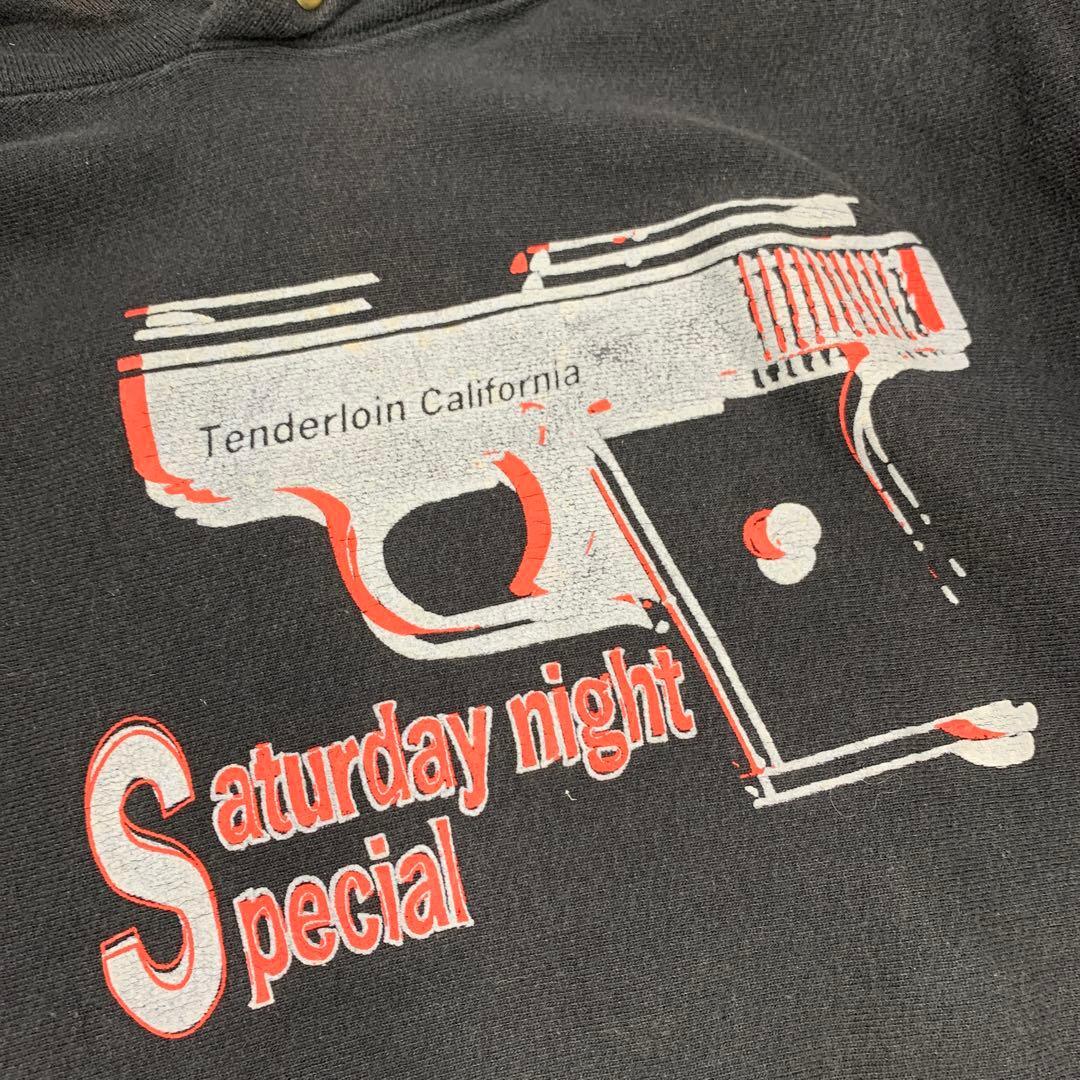 Tenderloin California
Saturday night
Special